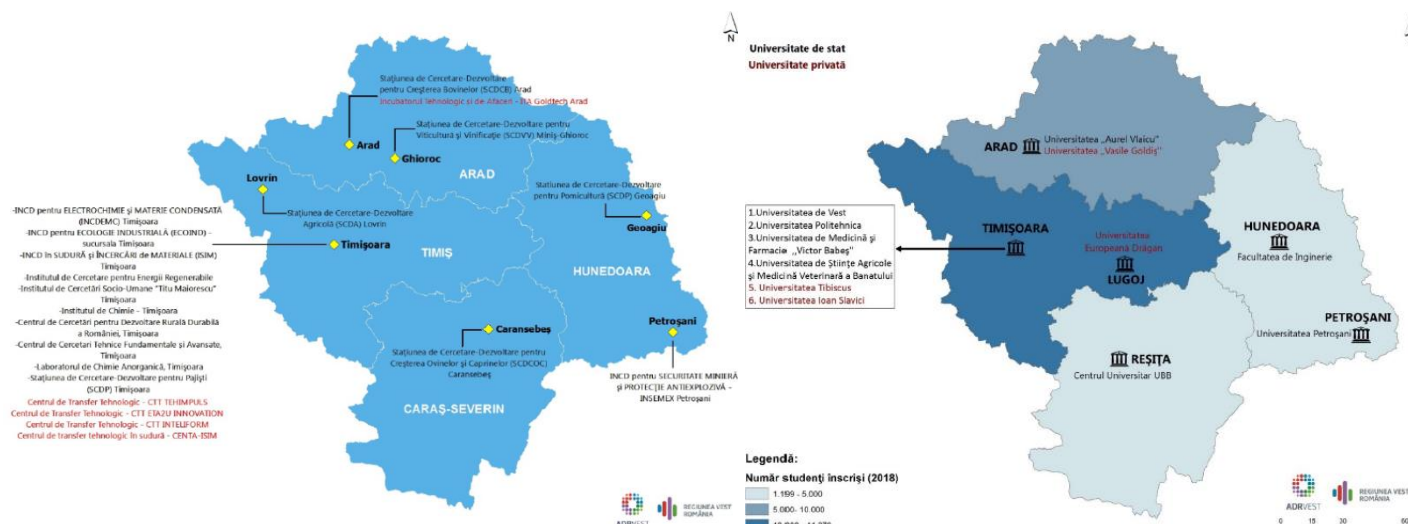 Stațiunea de Cercetare-Dezvoltare
pentru Creșterea Bovinelor (SCDCB) Arad
Incubatorul Tehnologic și de Afaceri - ITA Goldtech Arad
Arad
Stațiunea de Cercetare-Dezvoltare pentru
Viticultură și Vinificație (SCDVV) Miniș-Ghioroc
Ghioroc
ARAD
Lovrin
Stațiunea de Cercetare-Dezvoltare
Agricolă (SCDA) Lovrin
Stațiunea de Cercetare-Dezvoltare
pentru Pomicultură (SCDP) Geoagiu
Geoagiu
-INCD pentru ELECTROCHIMIE și MATERIE CONDENSATĂ
(INCDEMC) Timișoara
-INCD pentru ECOLOGIE INDUSTRIALĂ (ECOIND) –
sucursala Timișoara
-INCD în SUDURĂ și ÎNCERCĂRI de MATERIALE (ISIM)
Timișoara
-Institutul de Cercetare pentru Energii Regenerabile
-Institutul de Cercetări Socio-Umane "Titu Maiorescu"
Timișoara
-Institutul de Chimie - Timișoara
-Centrul de Cercetări pentru Dezvoltare Rurală Durabilă
a României, Timișoara
-Centrul de Cercetari Tehnice Fundamentale și Avansate,
Timișoara
-Laboratorul de Chimie Anorganică, Timișoara
-Stațiunea de Cercetare-Dezvoltare pentru Pajiști
(SCDP) Timișoara
Centrul de Transfer Tehnologic - CTT TEHIMPULS
Centrul de Transfer Tehnologic - CTT ETA2U INNOVATION
Centrul de Transfer Tehnologic - CTT INTELIFORM
Centrul de transfer tehnologic în sudură - CENTA-ISIM
Timișoara
TIMIȘ
HUNEDOARA
Caransebeș
Stațiunea de Cercetare-Dezvoltare pentru
Creșterea Ovinelor și Caprinelor (SCDCOC)
Caransebeș
Petroșani
INCD pentru SECURITATE MINIERĂ
și PROTECȚIE ANTIEXPLOZIVĂ –
INSEMEX Petroșani
CARAȘ-SEVERIN
ADRVEST
REGIUNEA VEST
ROMÂNIA
N
Universitate de stat
Universitate privată
ARAD
Universitatea „Aurel Vlaicu"
Universitatea „Vasile Goldiș"
1.Universitatea de Vest
2.Universitatea Politehnica
3.Universitatea de Medicină și
Farmacie „Victor Babeș"
4.Universitatea de Științe Agricole
și Medicină Veterinară a Banatului
5. Universitatea Tibiscus
6. Universitatea Ioan Slavici
TIMIȘOARA
Universitatea
Europeană Drăgan
LUGOJ
HUNEDOARA
Facultatea de Inginerie
PETROȘANI
Universitatea Petroșani
REȘIȚA
Centrul Universitar UBB
Legendă:
Număr studenți înscriși (2018)
1.199 - 5.000
5.000- 10.000
ADRVEST
REGIUNEA VEST
ROMÂNIA
0 15 30 60